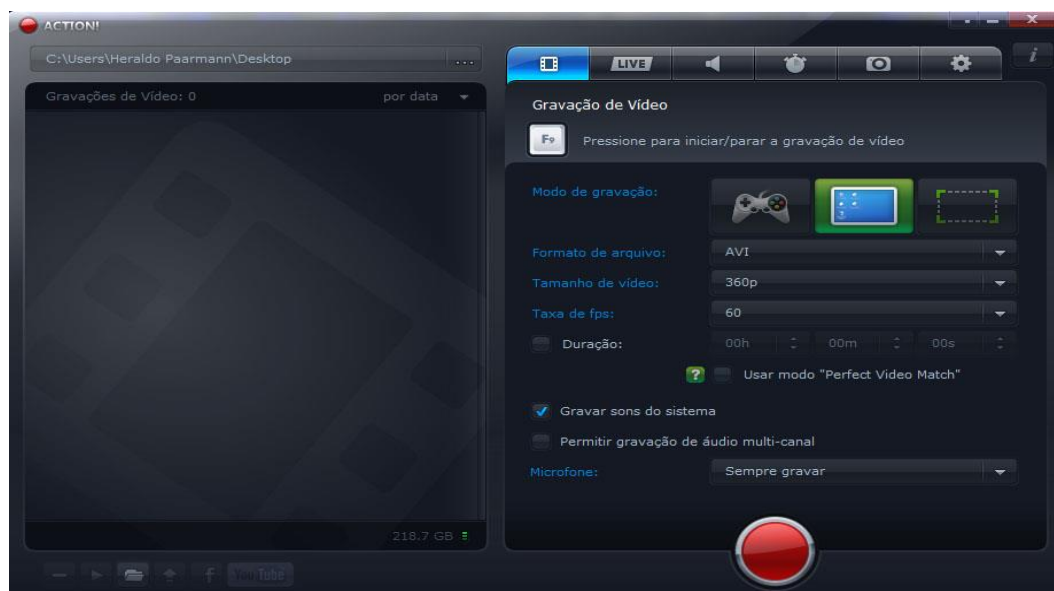 ACTION!
C:\Users\Heraldo Paarmann\Desktop ...
LIVE
i
Gravações de Vídeo: 0 por data
Gravação de Vídeo
F9 Pressione para iniciar/parar a gravação de vídeo
Modo de gravação:
Formato de arquivo: AVI
Tamanho de vídeo: 360p
Taxa de fps: 60
Duração: 00h 00m 00s
? Usar modo "Perfect Video Match"
Gravar sons do sistema
Permitir gravação de áudio multi-canal
Microfone: Sempre gravar
218.7 GB
f YouTube